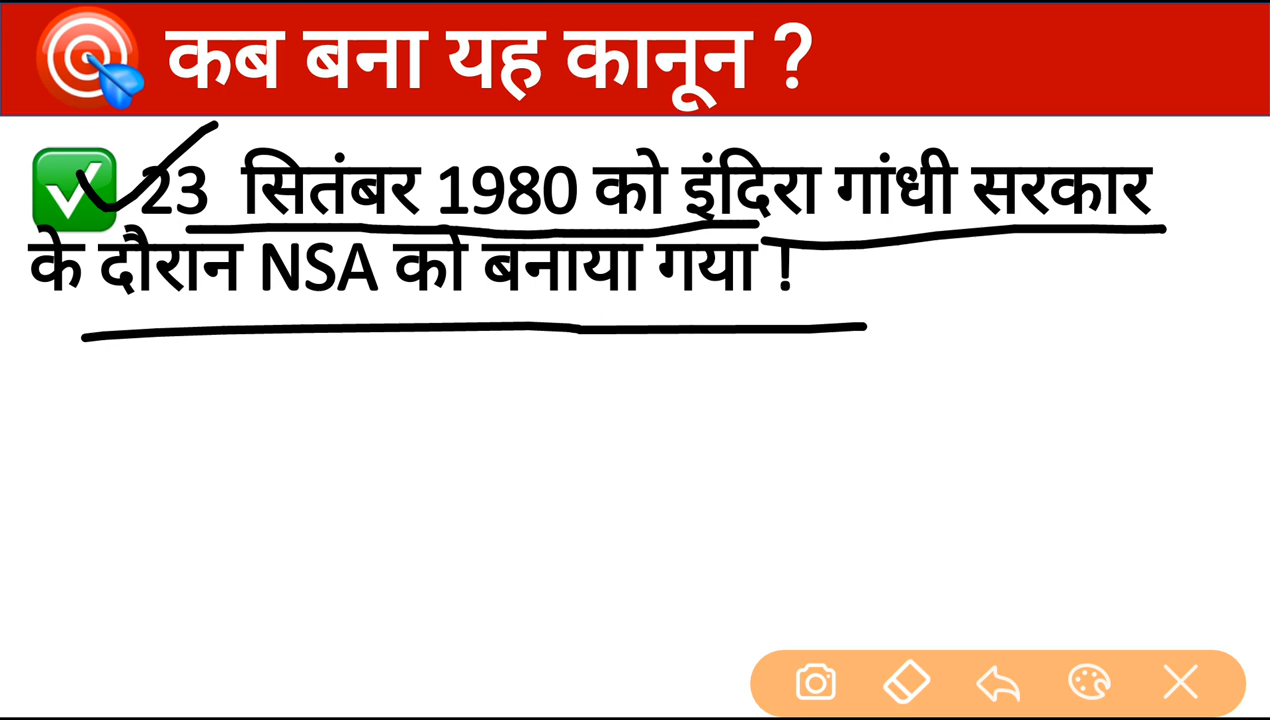 कब बना यह कानून ?
23 सितंबर 1980 को इंदिरा गांधी सरकार
के दौरान NSA को बनाया गया !